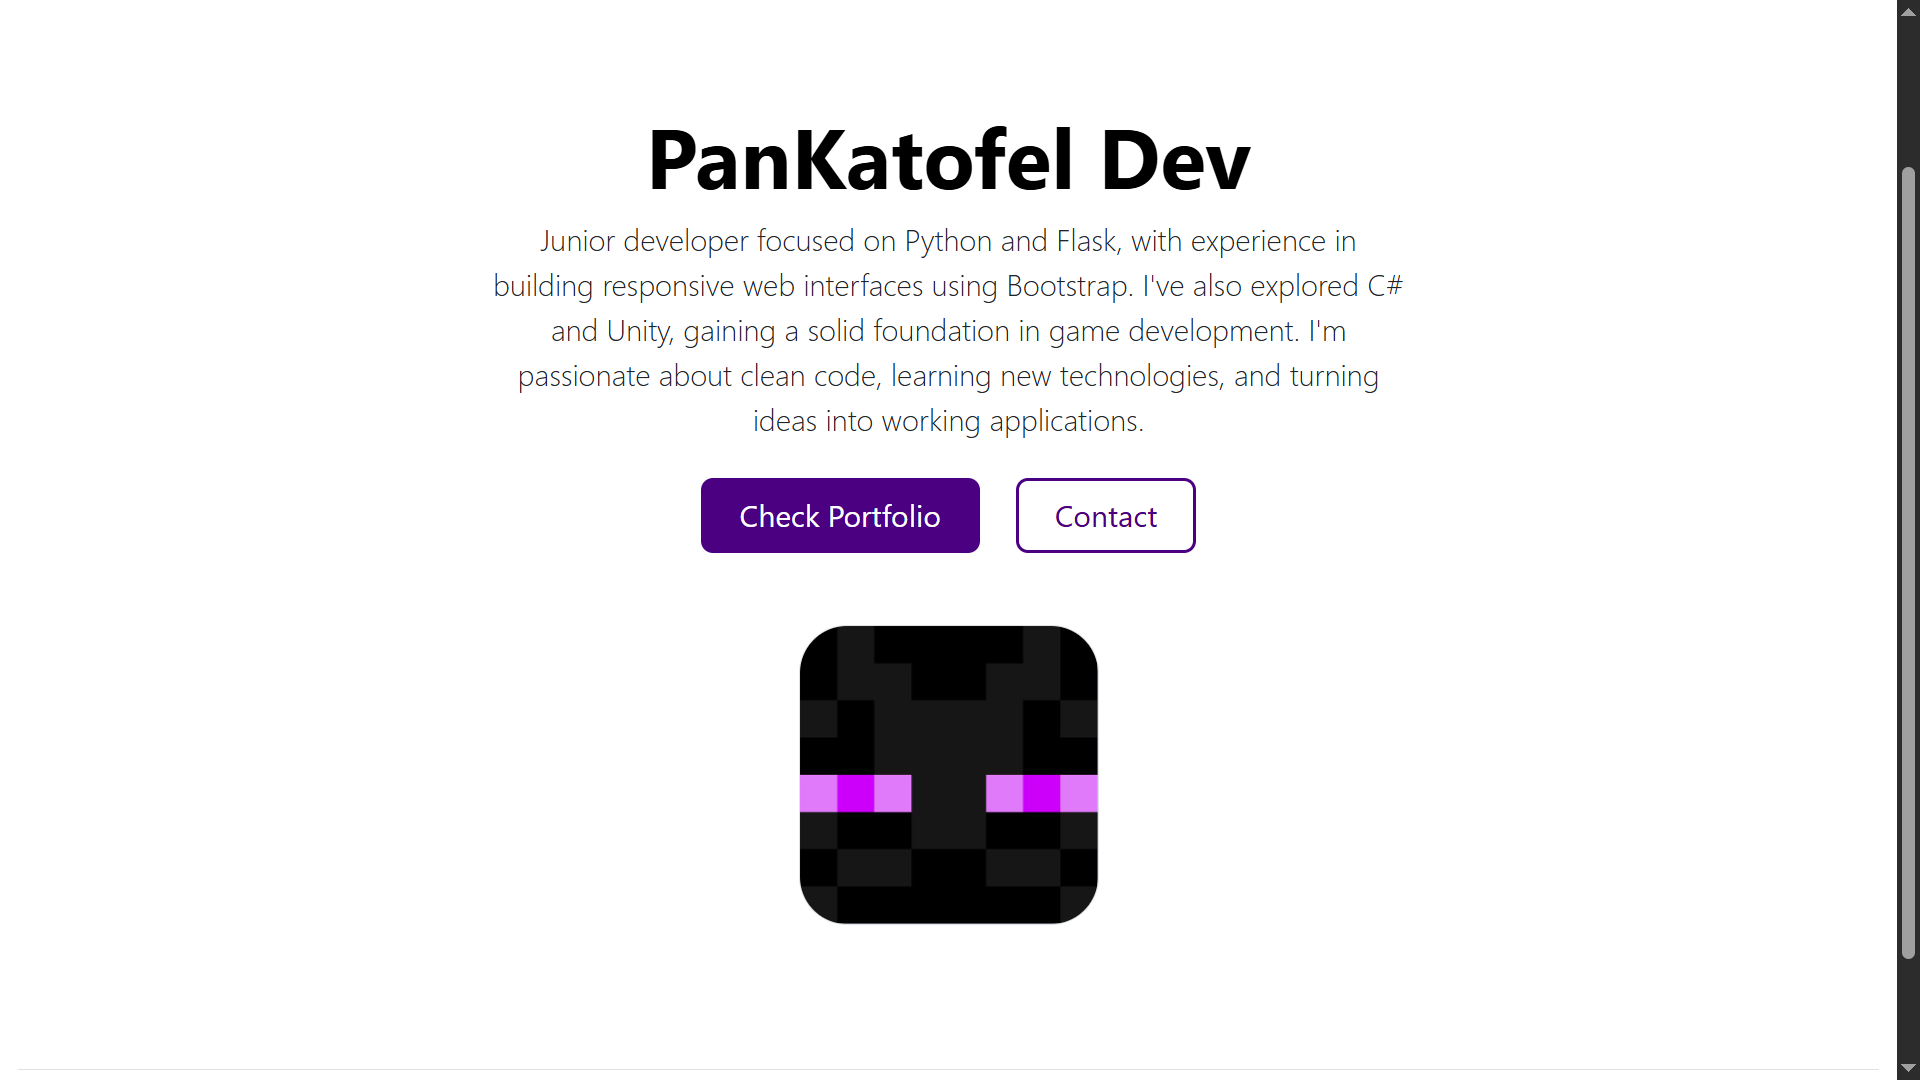 PanKatofel Dev
Junior developer focused on Python and Flask, with experience in
building responsive web interfaces using Bootstrap. I've also explored C#
and Unity, gaining a solid foundation in game development. I'm
passionate about clean code, learning new technologies, and turning
ideas into working applications.
Check Portfolio
Contact